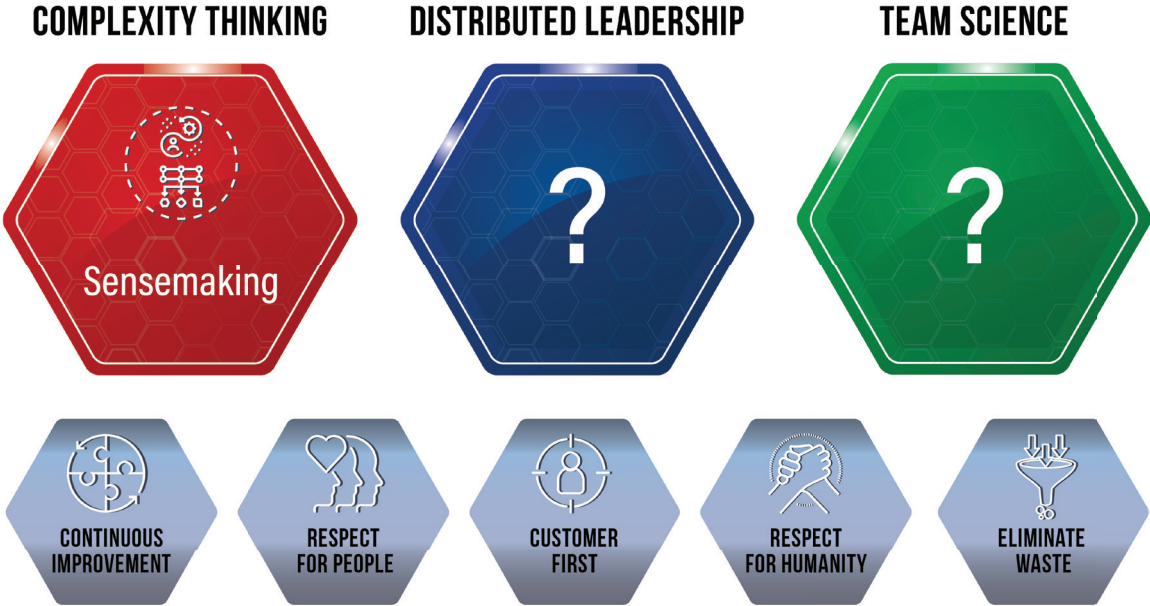 COMPLEXITY THINKING
DISTRIBUTED LEADERSHIP
TEAM SCIENCE
Sensemaking
?
?
CONTINUOUS
IMPROVEMENT
RESPECT
FOR PEOPLE
CUSTOMER
FIRST
RESPECT
FOR HUMANITY
ELIMINATE
WASTE